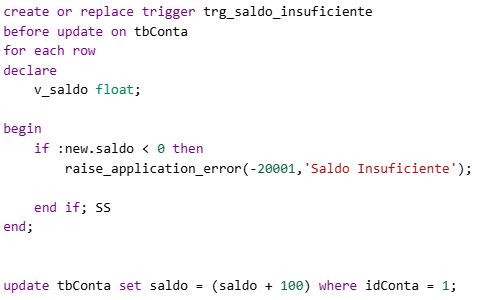 create or replace trigger trg_saldo_insuficiente
before update on tbConta
for each row
declare
    v_saldo float;

begin
    if :new.saldo < 0 then
        raise_application_error(-20001,'Saldo Insuficiente');

    end if; SS
end;


update tbConta set saldo = (saldo + 100) where idConta = 1;